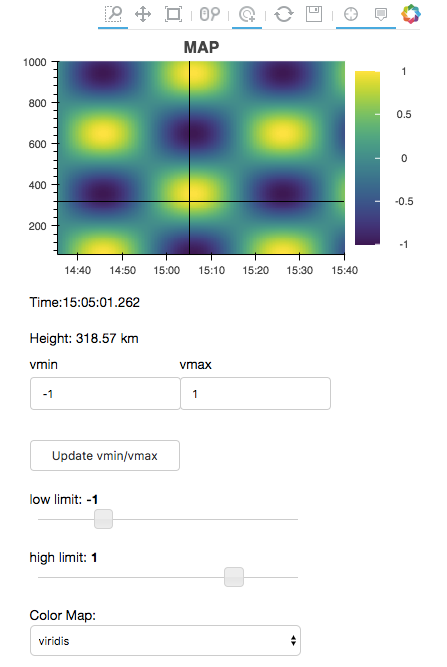 MAP
1000
800
600
400
200
14:40 14:50 15:00 15:10 15:20 15:30 15:40
1
0.5
0
-0.5
-1
Time:15:05:01.262
Height: 318.57 km
vmin vmax
-1 1
Update vmin/vmax
low limit: -1
high limit: 1
Color Map:
viridis